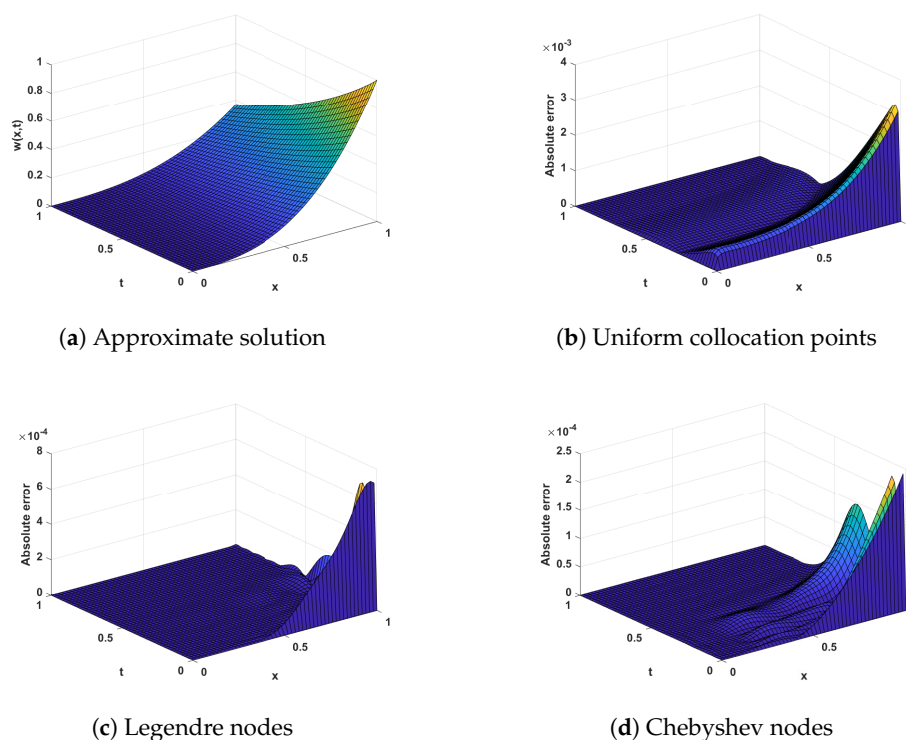 1
0.8
0.6
w(x,t)
0.4
0.2
0
1
0.5
t
0 0
0.5
x
1
(a) Approximate solution
×10⁻³
4
3
Absolute error
2
1
0
1
0.5
t
0 0
0.5
x
(b) Uniform collocation points
×10⁻⁴
8
6
Absolute error
4
2
0
1
0.5
t
0 0
0.5
x
1
(c) Legendre nodes
×10⁻⁴
2.5
2
1.5
Absolute error
1
0.5
0
1
0.5
t
0 0
0.5
x
(d) Chebyshev nodes